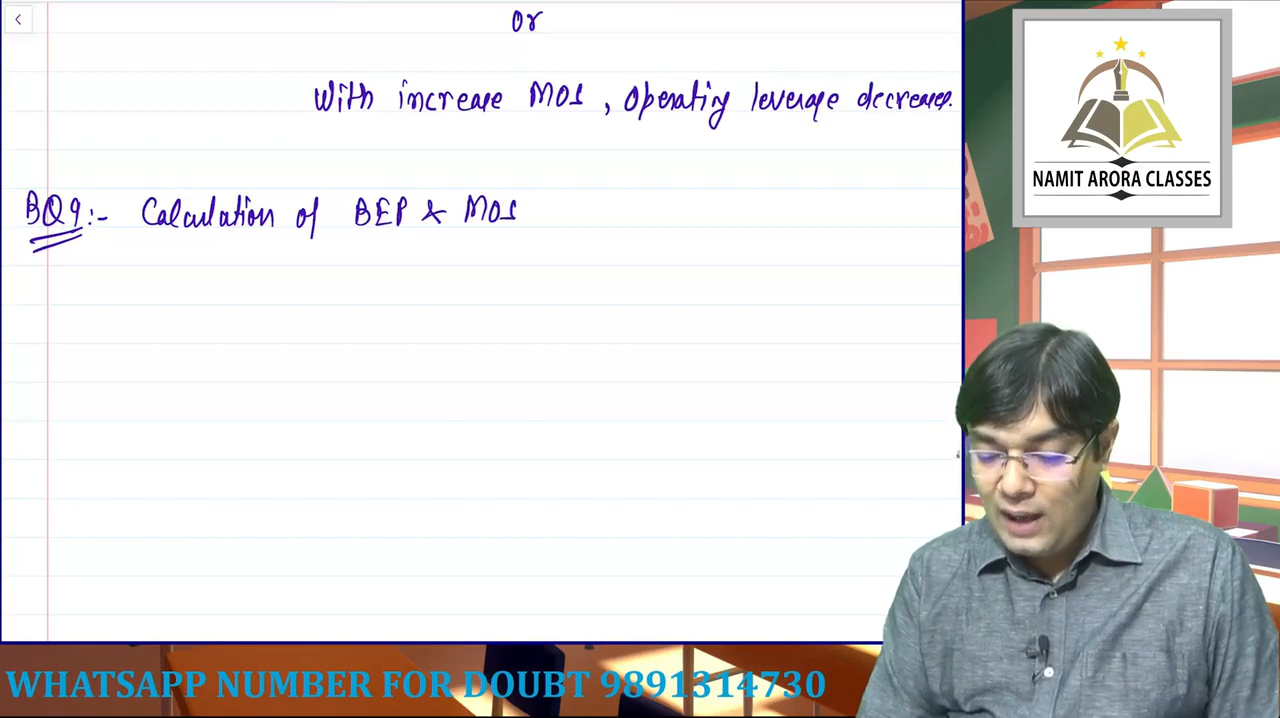 or
With increase MOS, operating leverage decreases.
NAMIT ARORA CLASSES
BQ9:- Calculation of BEP & MOS
WHATSAPP NUMBER FOR DOUBT 9891314730